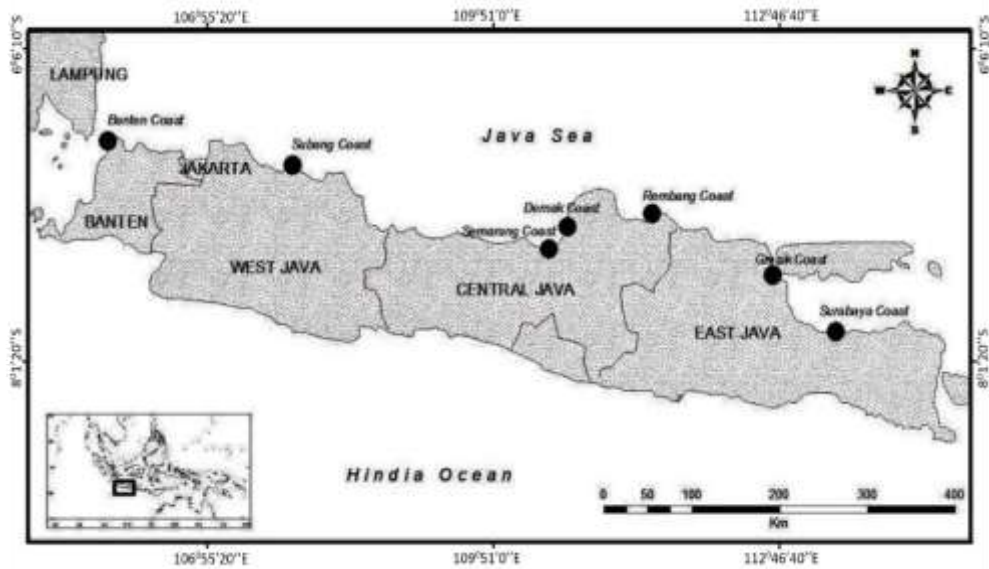 106°55'20''E 109°51'0''E 112°46'40''E
6°6'10''S 6°6'10''S
LAMPUNG
N
W E
S
Banten Coast
Java Sea
Subang Coast
JAKARTA
Demak Coast
Rembang Coast
BANTEN
Semarang Coast
WEST JAVA
Gresik Coast
CENTRAL JAVA
Surabaya Coast
EAST JAVA
8°1'20''S 8°1'20''S
Hindia Ocean
0 25 50 100 200 300 400
Km
106°55'20''E 109°51'0''E 112°46'40''E